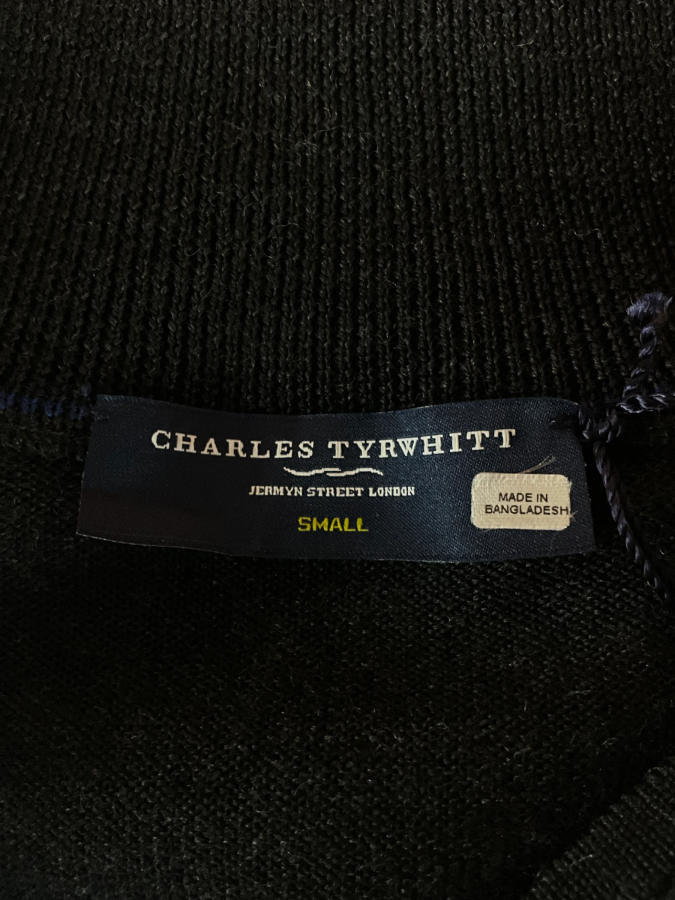 CHARLES TYRWHITT
JERMYN STREET LONDON
SMALL
MADE IN
BANGLADESH